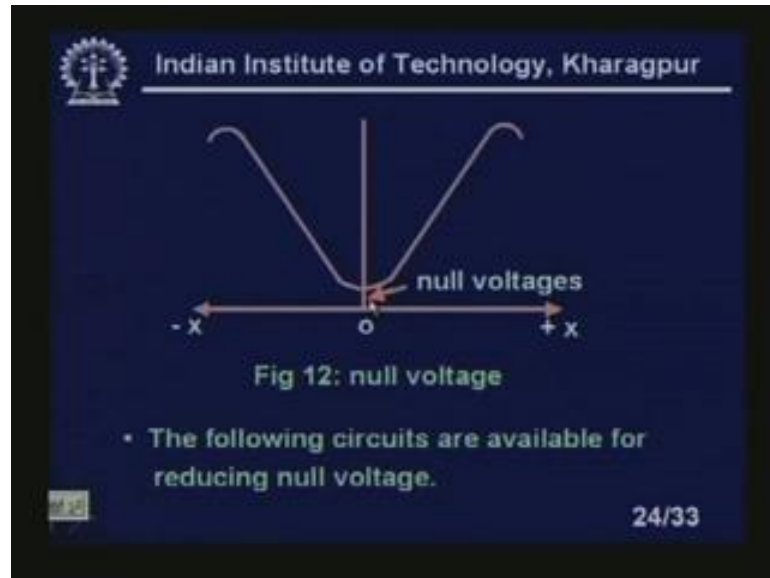 Indian Institute of Technology, Kharagpur
null voltages
- x
o
+ x
Fig 12: null voltage
• The following circuits are available for
reducing null voltage.
24/33